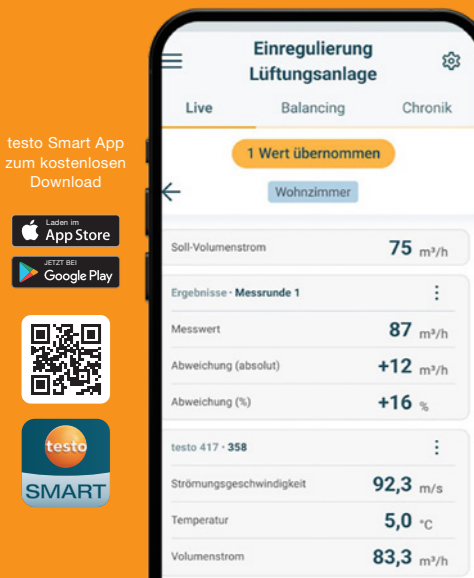 testo Smart App
zum kostenlosen
Download
Laden im
App Store
JETZT BEI
Google Play
testo
SMART
Einregulierung
Lüftungsanlage
Live Balancing Chronik
1 Wert übernommen
Wohnzimmer
Soll-Volumenstrom 75 m³/h
Ergebnisse · Messrunde 1
Messwert 87 m³/h
Abweichung (absolut) +12 m³/h
Abweichung (%) +16 %
testo 417 · 358
Strömungsgeschwindigkeit 92,3 m/s
Temperatur 5,0 °C
Volumenstrom 83,3 m³/h